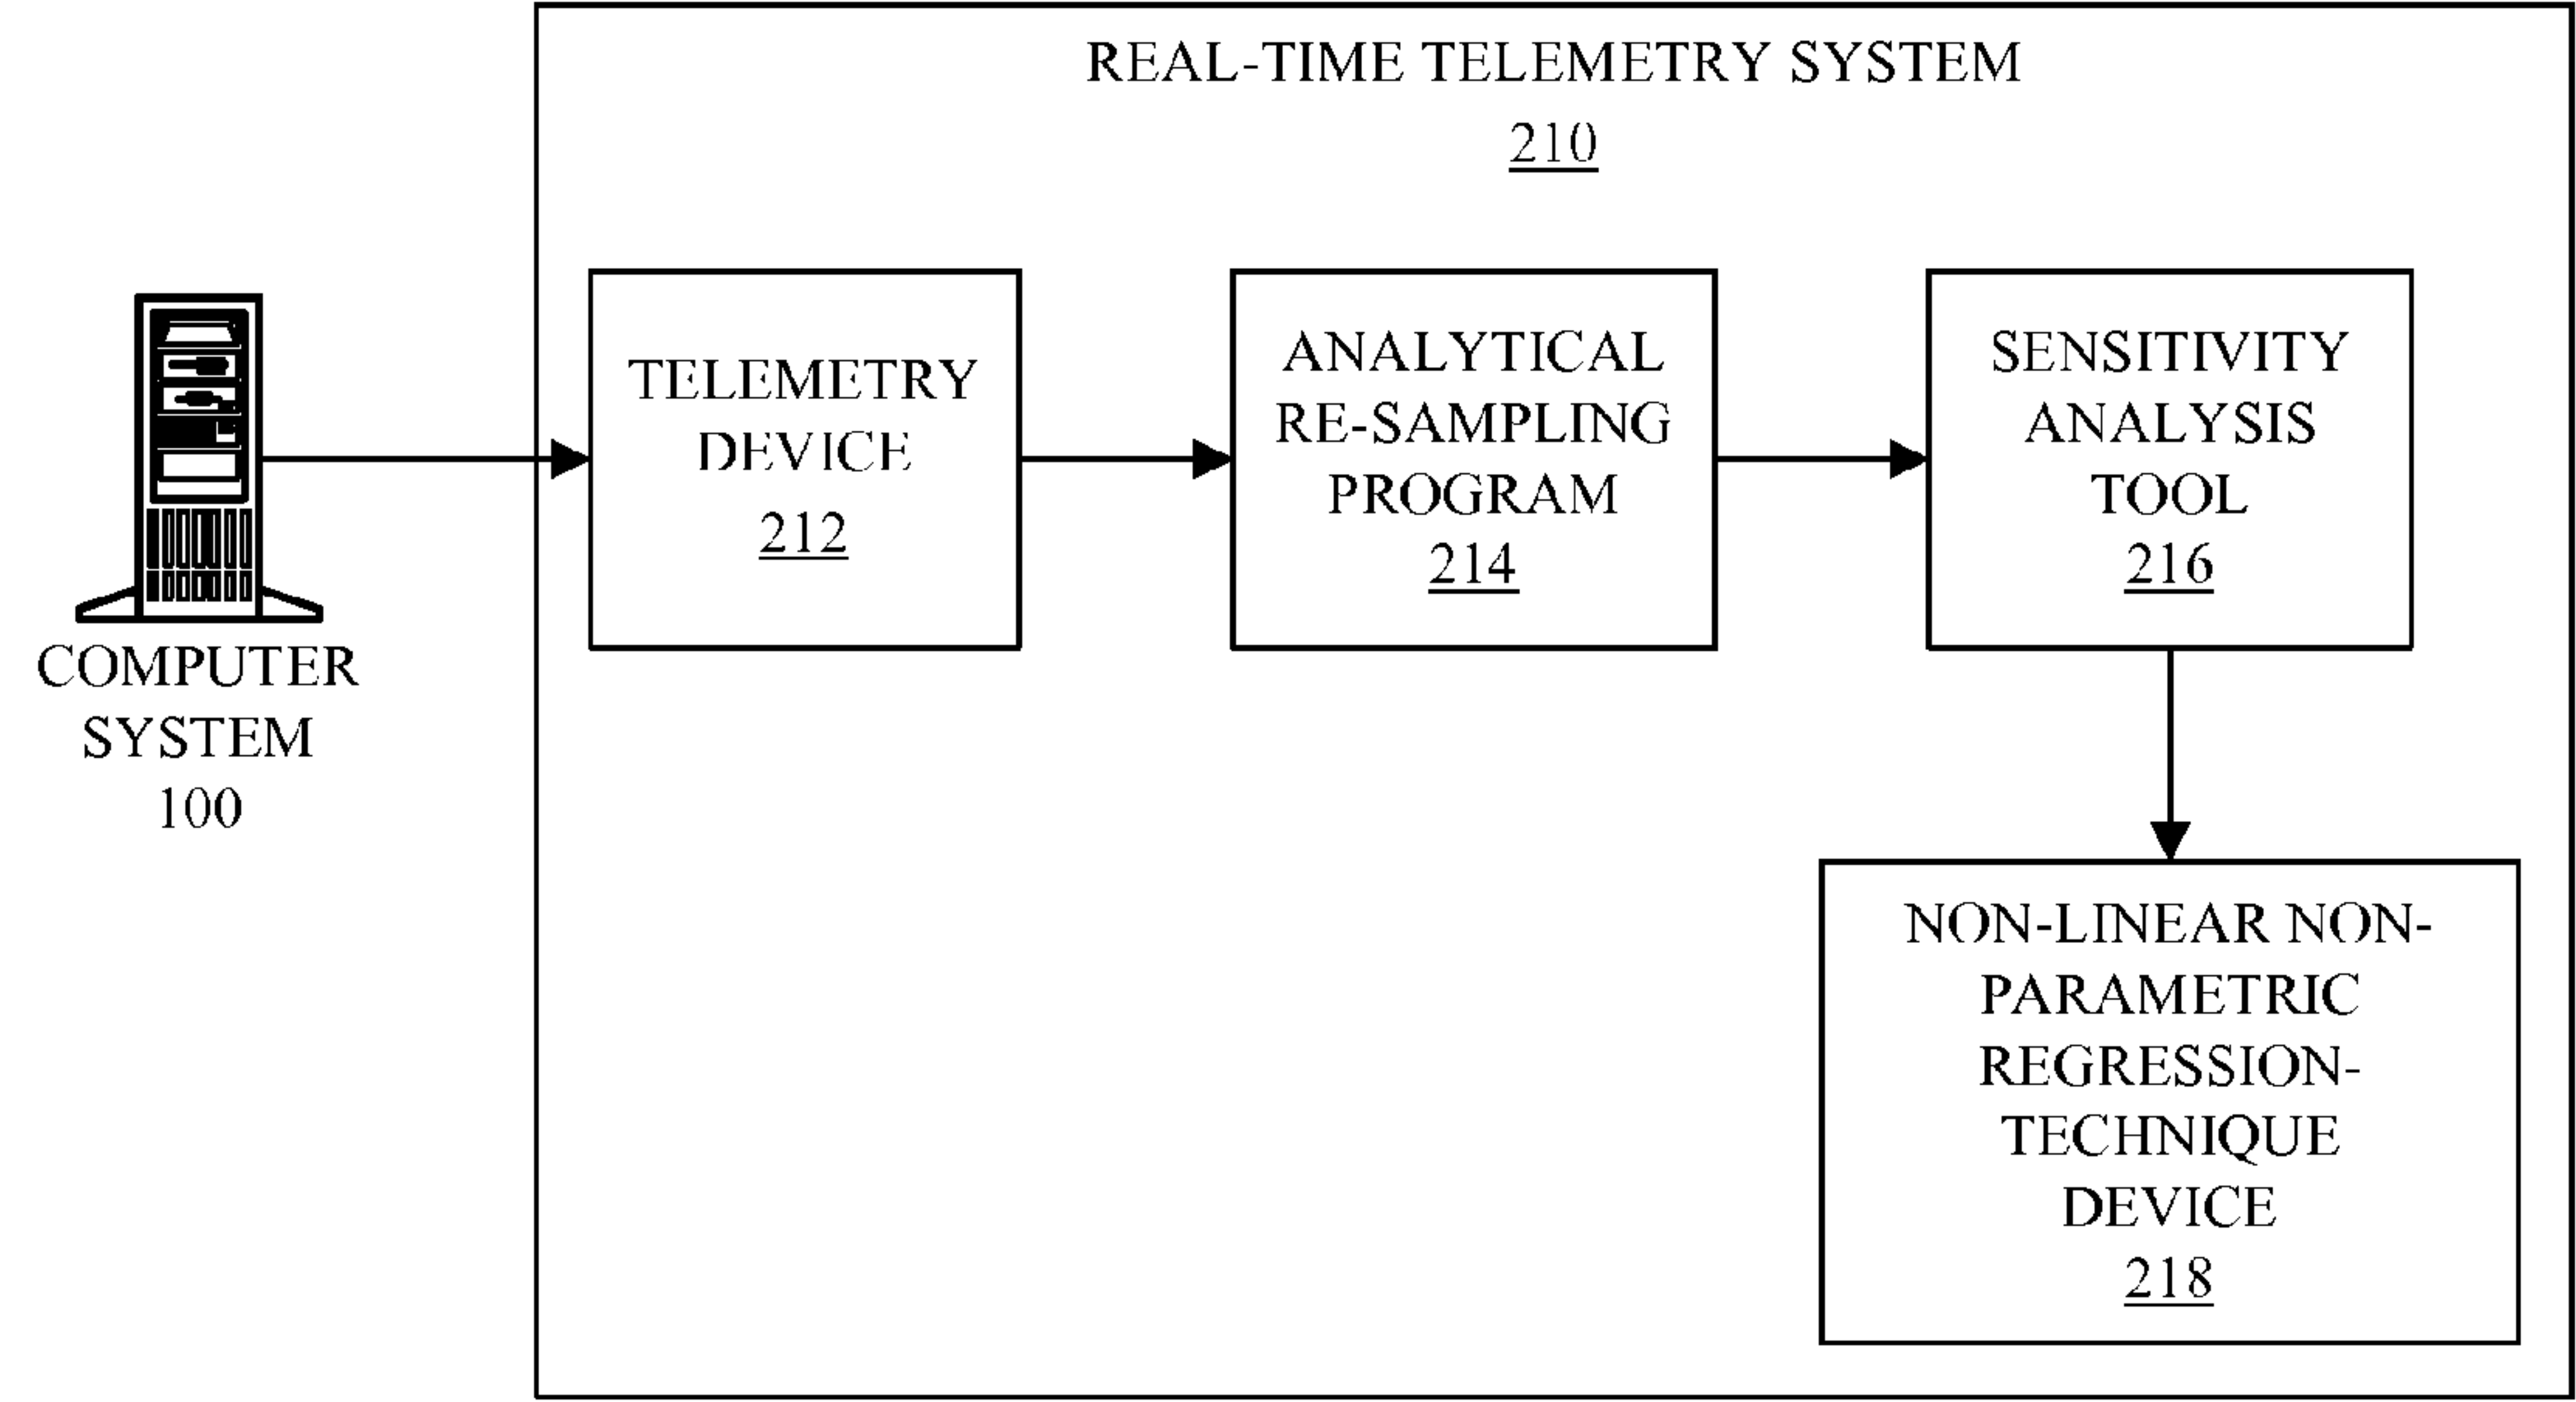 REAL-TIME TELEMETRY SYSTEM
210
COMPUTER
SYSTEM
100
TELEMETRY
DEVICE
212
ANALYTICAL
RE-SAMPLING
PROGRAM
214
SENSITIVITY
ANALYSIS
TOOL
216
NON-LINEAR NON-
PARAMETRIC
REGRESSION-
TECHNIQUE
DEVICE
218